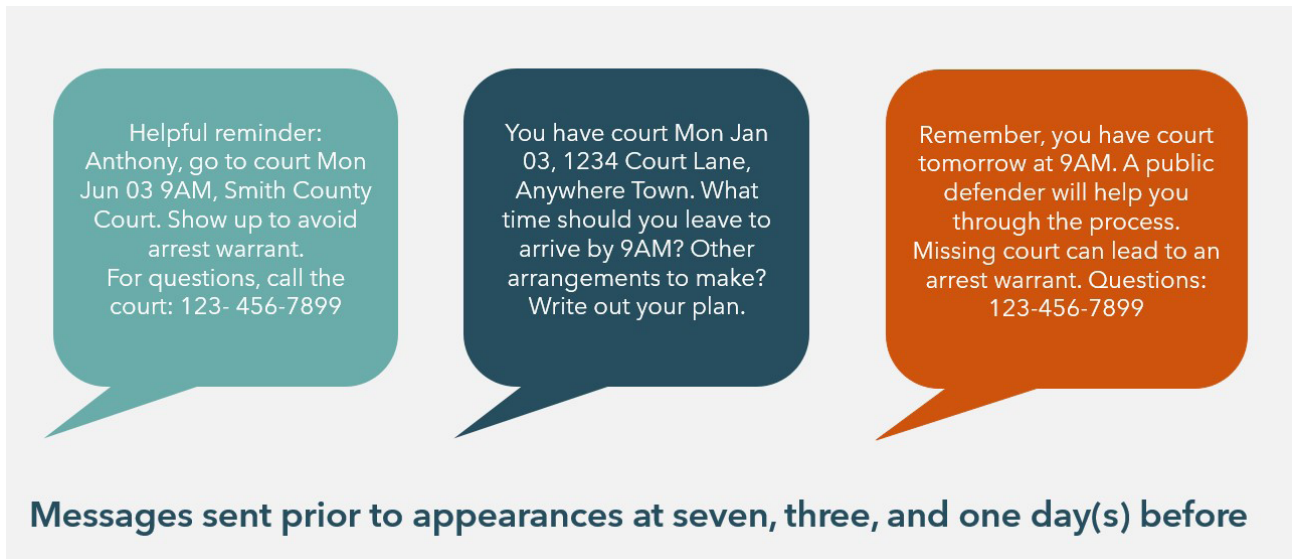 Helpful reminder:
Anthony, go to court Mon
Jun 03 9AM, Smith County
Court. Show up to avoid
arrest warrant.
For questions, call the
court: 123- 456-7899
You have court Mon Jan
03, 1234 Court Lane,
Anywhere Town. What
time should you leave to
arrive by 9AM? Other
arrangements to make?
Write out your plan.
Remember, you have court
tomorrow at 9AM. A public
defender will help you
through the process.
Missing court can lead to an
arrest warrant. Questions:
123-456-7899
Messages sent prior to appearances at seven, three, and one day(s) before